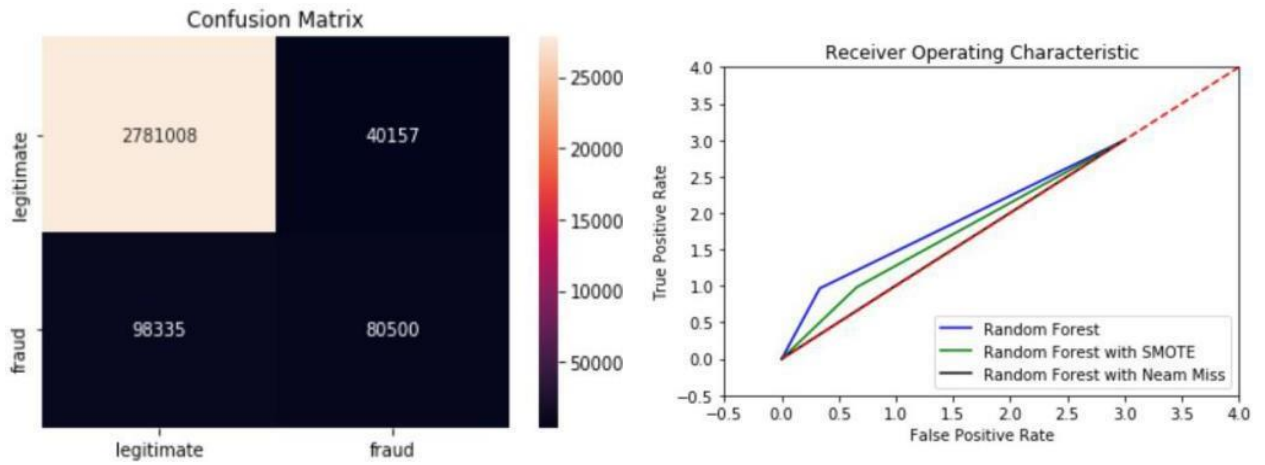 Confusion Matrix
legitimate
fraud
2781008
40157
98335
80500
legitimate
fraud
25000
20000
15000
10000
50000
Receiver Operating Characteristic
True Positive Rate
4.0
3.5
3.0
2.5
2.0
1.5
1.0
0.5
0.0
−0.5
Random Forest
Random Forest with SMOTE
Random Forest with Neam Miss
−0.5
0.0
0.5
1.0
1.5
2.0
2.5
3.0
3.5
4.0
False Positive Rate